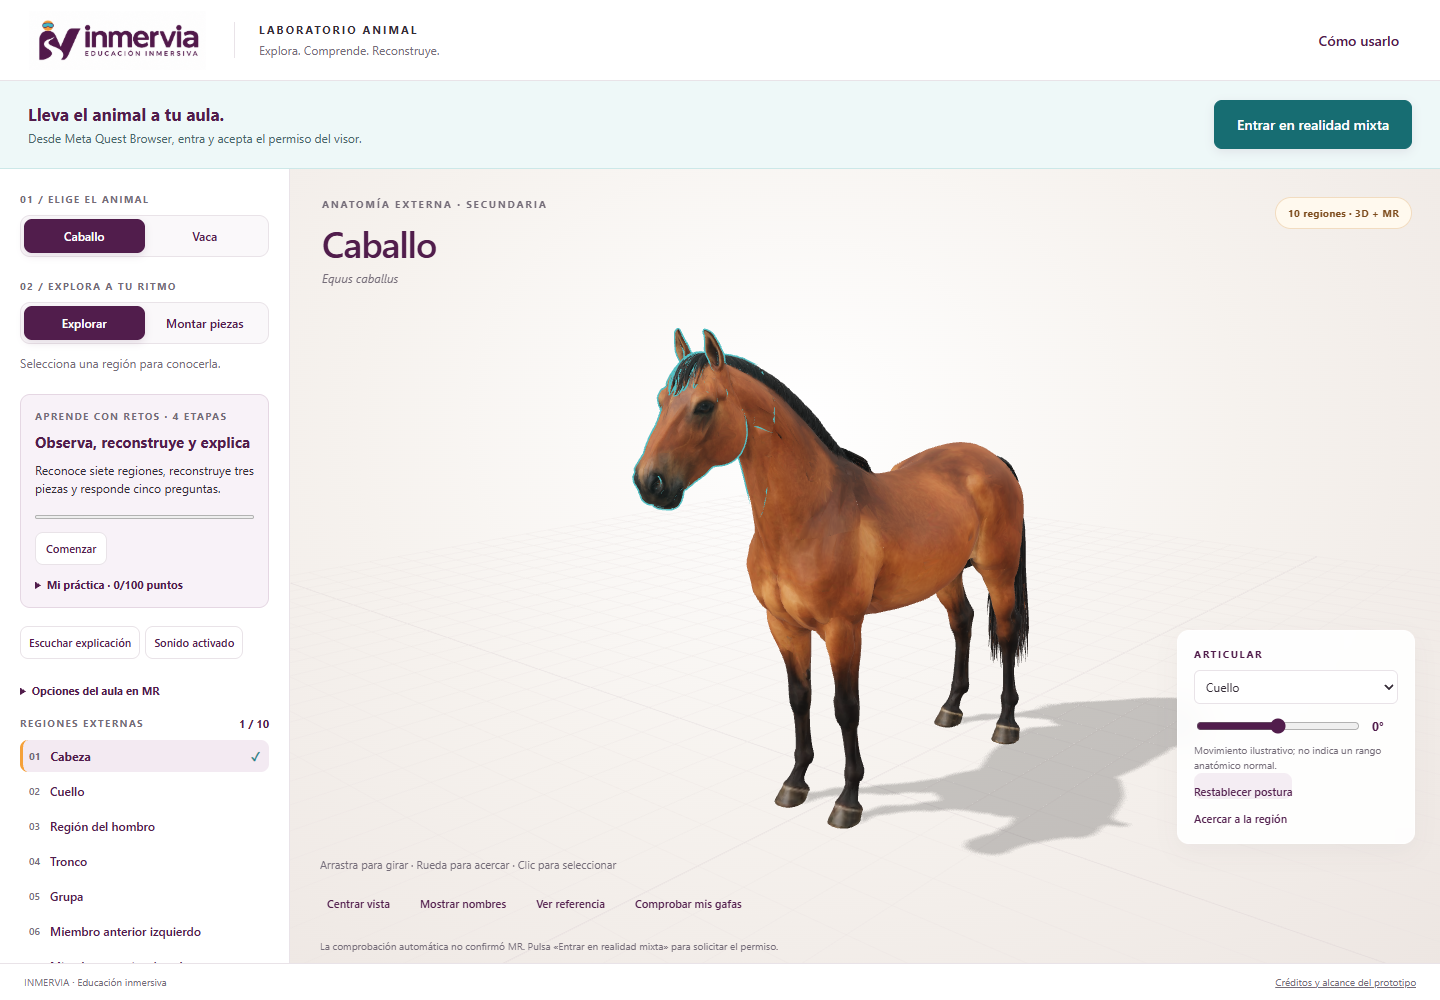 inmervia
EDUCACIÓN INMERSIVA
LABORATORIO ANIMAL
Explora. Comprende. Reconstruye.
Cómo usarlo
Lleva el animal a tu aula.
Desde Meta Quest Browser, entra y acepta el permiso del visor.
Entrar en realidad mixta
01 / ELIGE EL ANIMAL
Caballo
Vaca
02 / EXPLORA A TU RITMO
Explorar
Montar piezas
Selecciona una región para conocerla.
APRENDE CON RETOS · 4 ETAPAS
Observa, reconstruye y explica
Reconoce siete regiones, reconstruye tres
piezas y responde cinco preguntas.
Comenzar
Mi práctica · 0/100 puntos
Escuchar explicación
Sonido activado
Opciones del aula en MR
REGIONES EXTERNAS
1 / 10
01 Cabeza ✓
02 Cuello
03 Región del hombro
04 Tronco
05 Grupa
06 Miembro anterior izquierdo
ANATOMÍA EXTERNA · SECUNDARIA
Caballo
Equus caballus
10 regiones · 3D + MR
ARTICULAR
Cuello
0°
Movimiento ilustrativo; no indica un rango
anatómico normal.
Restablecer postura
Acercar a la región
Arrastra para girar · Rueda para acercar · Clic para seleccionar
Centrar vista
Mostrar nombres
Ver referencia
Comprobar mis gafas
La comprobación automática no confirmó MR. Pulsa «Entrar en realidad mixta» para solicitar el permiso.
INMERVIA · Educación inmersiva
Créditos y alcance del prototipo